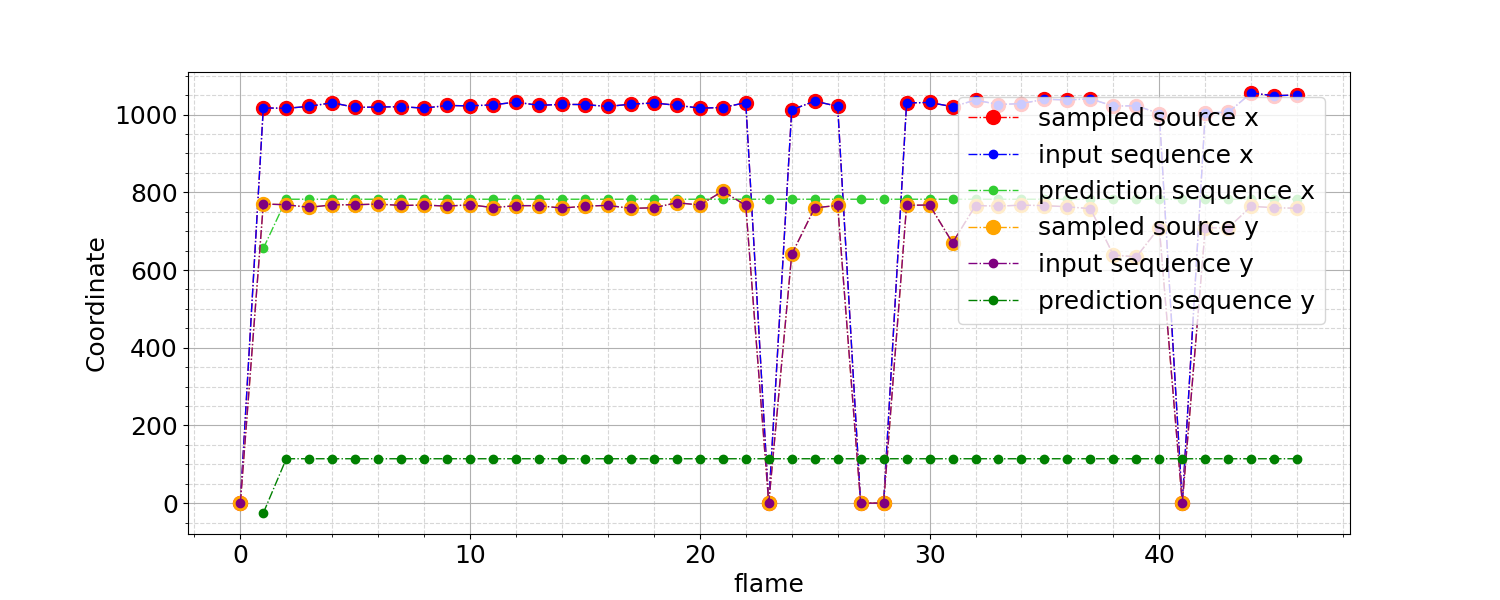 1000
800
600
400
200
0
Coordinate
0 10 20 30 40
flame
sampled source x
input sequence x
prediction sequence x
sampled source y
input sequence y
prediction sequence y